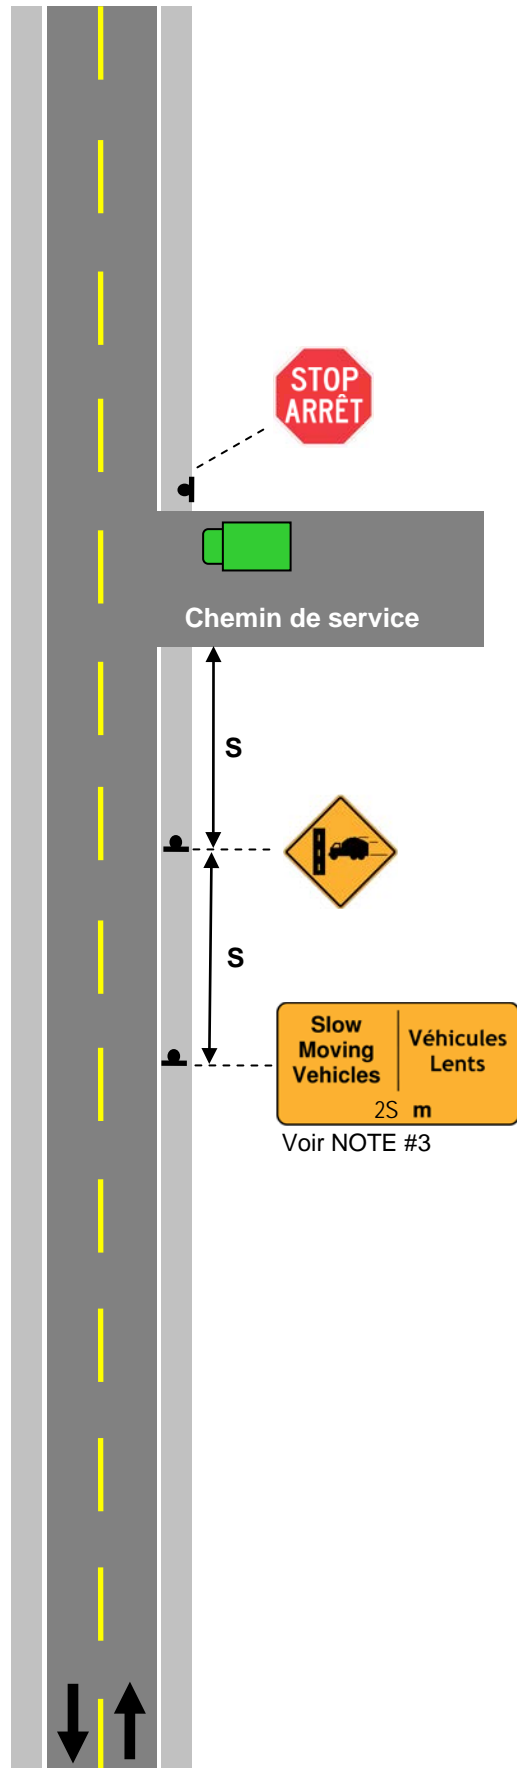 STOP
ARRÊT
Chemin de service
S
S
Slow
Moving
Vehicles
Véhicules
Lents
2S m
Voir NOTE #3